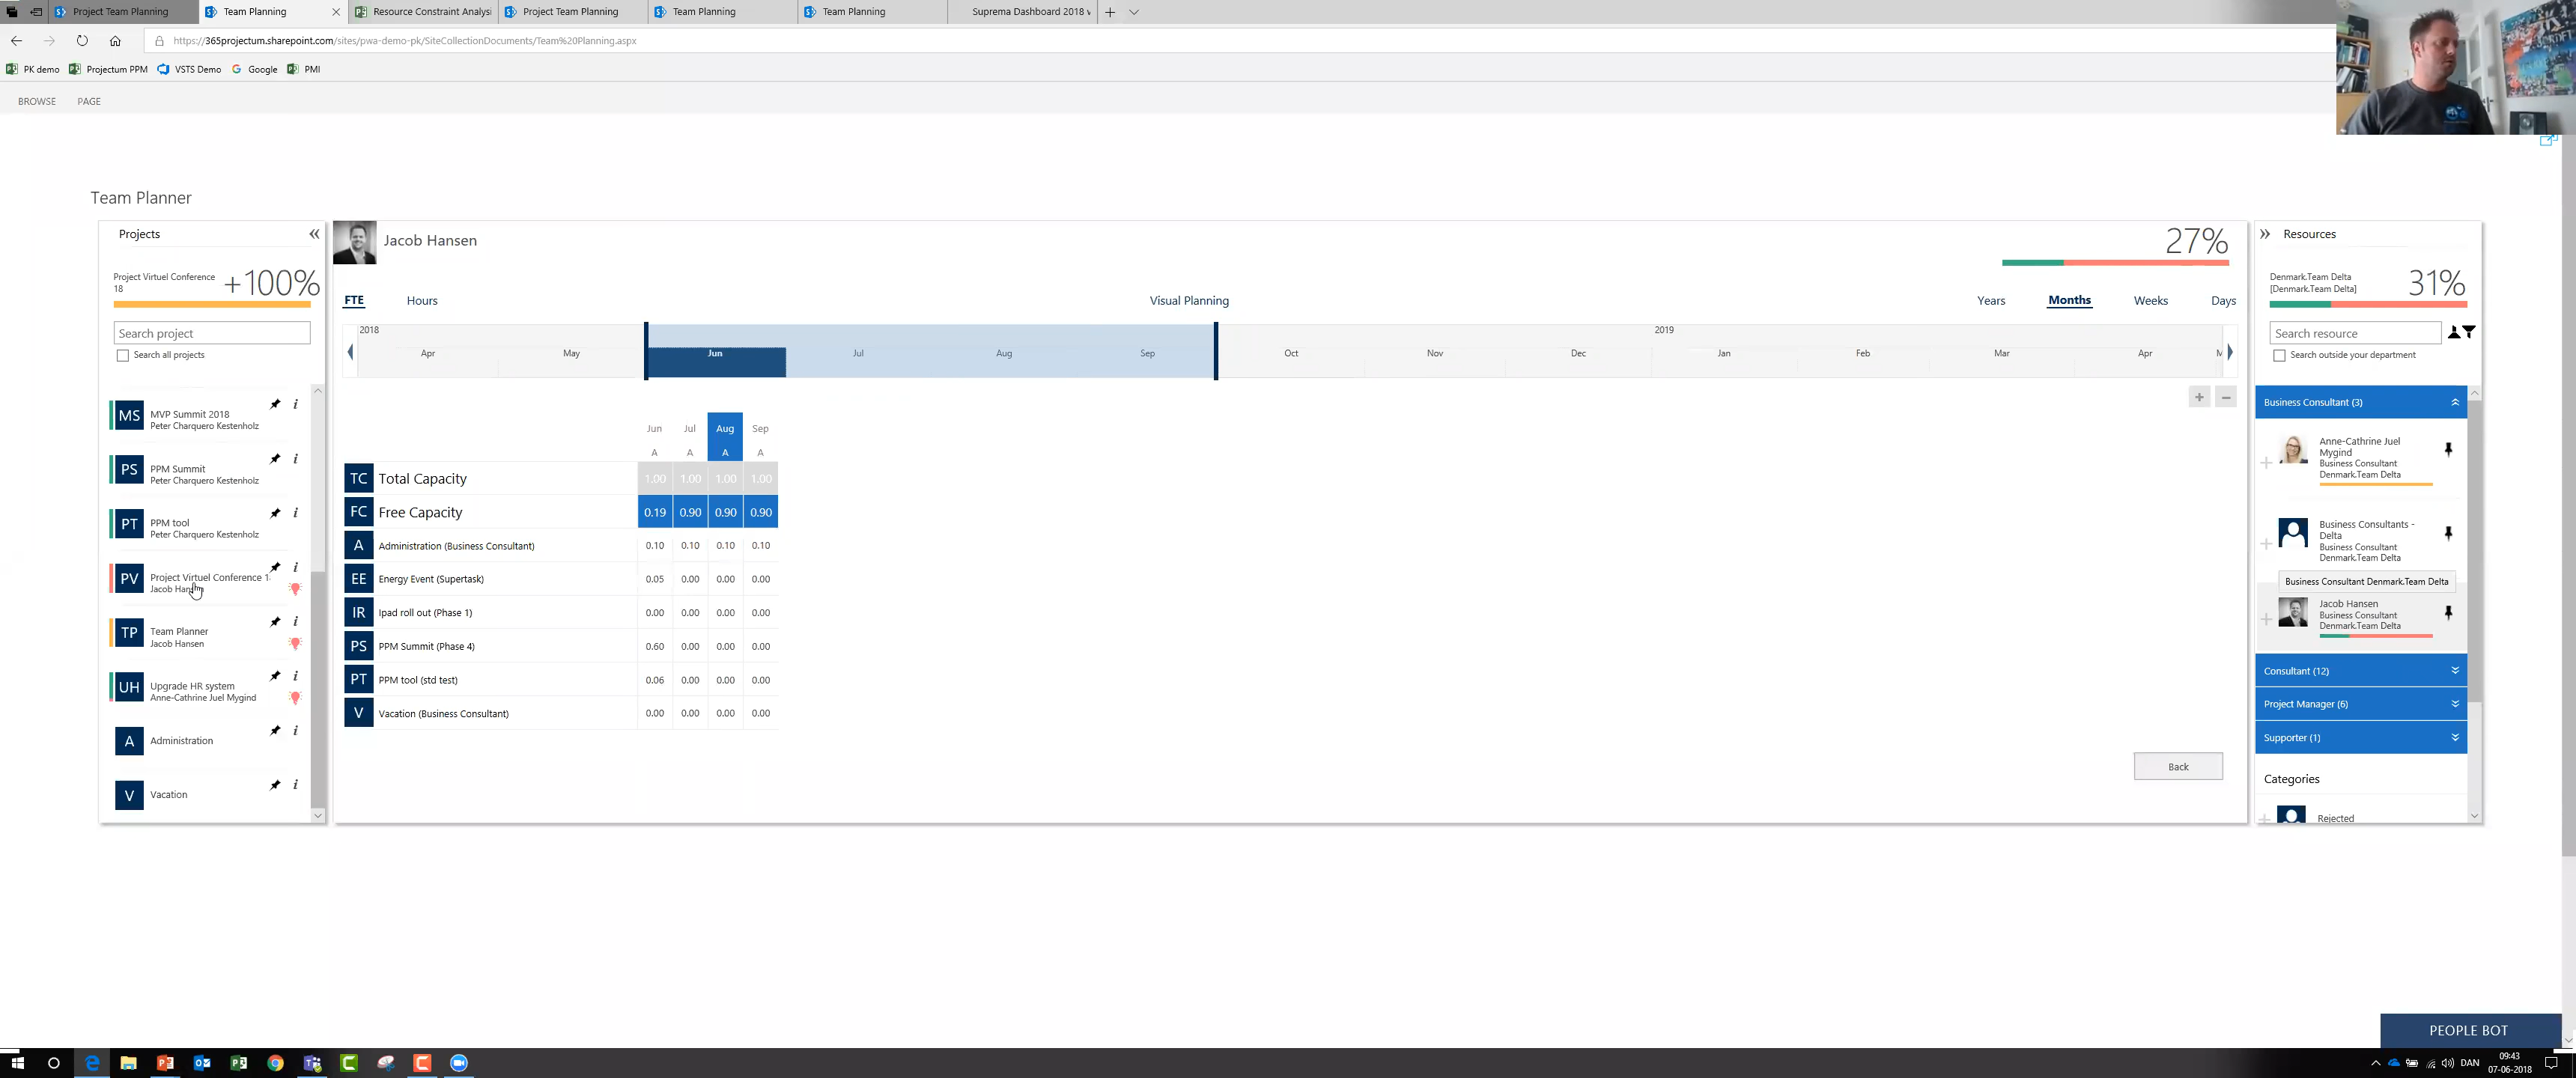 Project Team Planning
Team Planning
Resource Constraint Analysi
Project Team Planning
Team Planning
Team Planning
Suprema Dashboard 2018 v
https://365projectum.sharepoint.com/sites/pwa-demo-pk/SiteCollectionDocuments/Team%20Planning.aspx
PK demo
Projectum PPM
VSTS Demo
Google
PMI
BROWSE
PAGE
Team Planner
Projects
Project Virtuel Conference
18
+100%
Search project
Search all projects
MS
MVP Summit 2018
Peter Charquero Kestenholz
PS
PPM Summit
Peter Charquero Kestenholz
PT
PPM tool
Peter Charquero Kestenholz
PV
Project Virtuel Conference 1
TP
Team Planner
Jacob Hansen
UH
Upgrade HR system
Anne-Cathrine Juel Mygind
A
Administration
V
Vacation
Jacob Hansen
27%
FTE
Hours
Visual Planning
Years
Months
Weeks
Days
2018
2019
Apr
May
Jun
Jul
Aug
Sep
Oct
Nov
Dec
Jan
Feb
Mar
Apr
Jun Jul Aug Sep
A A A A
TC Total Capacity 1.00 1.00 1.00 1.00
FC Free Capacity 0.19 0.90 0.90 0.90
A Administration (Business Consultant) 0.10 0.10 0.10 0.10
EE Energy Event (Supertask) 0.05 0.00 0.00 0.00
IR Ipad roll out (Phase 1) 0.00 0.00 0.00 0.00
PS PPM Summit (Phase 4) 0.60 0.00 0.00 0.00
PT PPM tool (std test) 0.06 0.00 0.00 0.00
V Vacation (Business Consultant) 0.00 0.00 0.00 0.00
Back
Resources
Denmark.Team Delta
[Denmark.Team Delta]
31%
Search resource
Search outside your department
Business Consultant (3)
Anne-Cathrine Juel
Mygind
Business Consultant
Denmark.Team Delta
Business Consultants -
Delta
Business Consultant
Denmark.Team Delta
Business Consultant Denmark.Team Delta
Jacob Hansen
Business Consultant
Denmark.Team Delta
Consultant (12)
Project Manager (6)
Supporter (1)
Categories
Rejected
PEOPLE BOT
DAN
09:43
07-06-2018